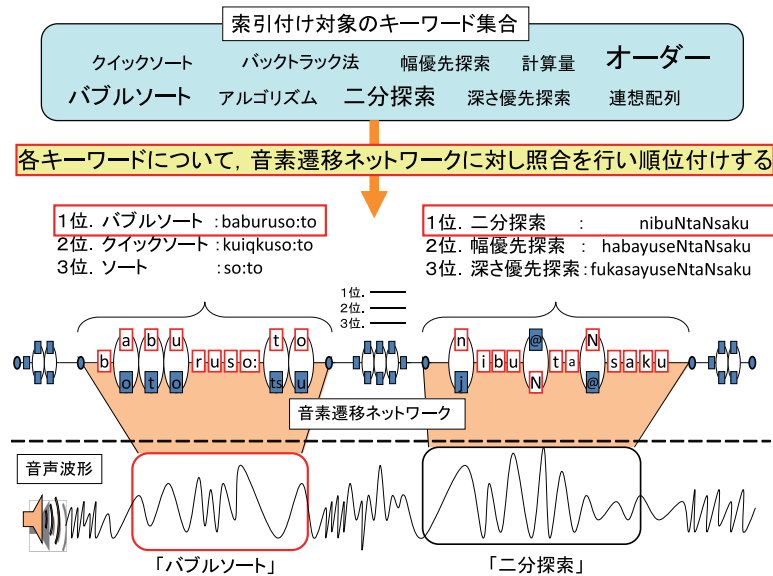 索引付け対象のキーワード集合
クイックソート バックトラック法 幅優先探索 計算量 オーダー
バブルソート アルゴリズム 二分探索 深さ優先探索 連想配列
各キーワードについて，音素遷移ネットワークに対し照合を行い順位付けする
1位．バブルソート：baburuso:to
2位．クイックソート：kuiqkuso:to
3位．ソート：so:to
1位．二分探索： nibuNtaNsaku
2位．幅優先探索： habayuseNtaNsaku
3位．深さ優先探索：fukasayuseNtaNsaku
1位．
2位．
3位．
a b u t o
b r u s o :
o t o ts u
n @ N
i b u t a s a k u
j N @
音素遷移ネットワーク
音声波形
「バブルソート」
「二分探索」